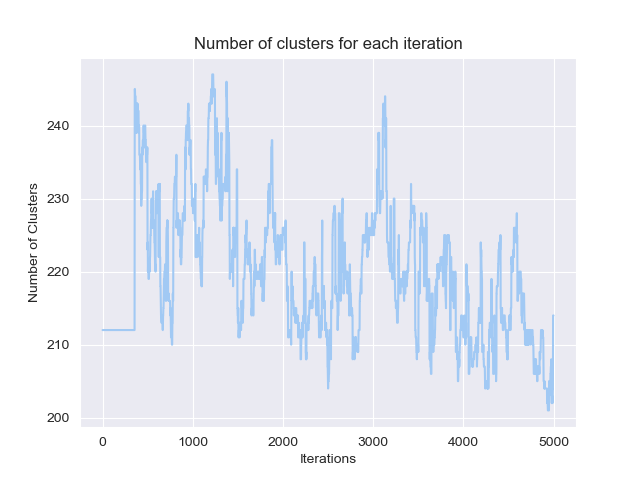 Number of clusters for each iteration
Number of Clusters
240
230
220
210
200
0 1000 2000 3000 4000 5000
Iterations